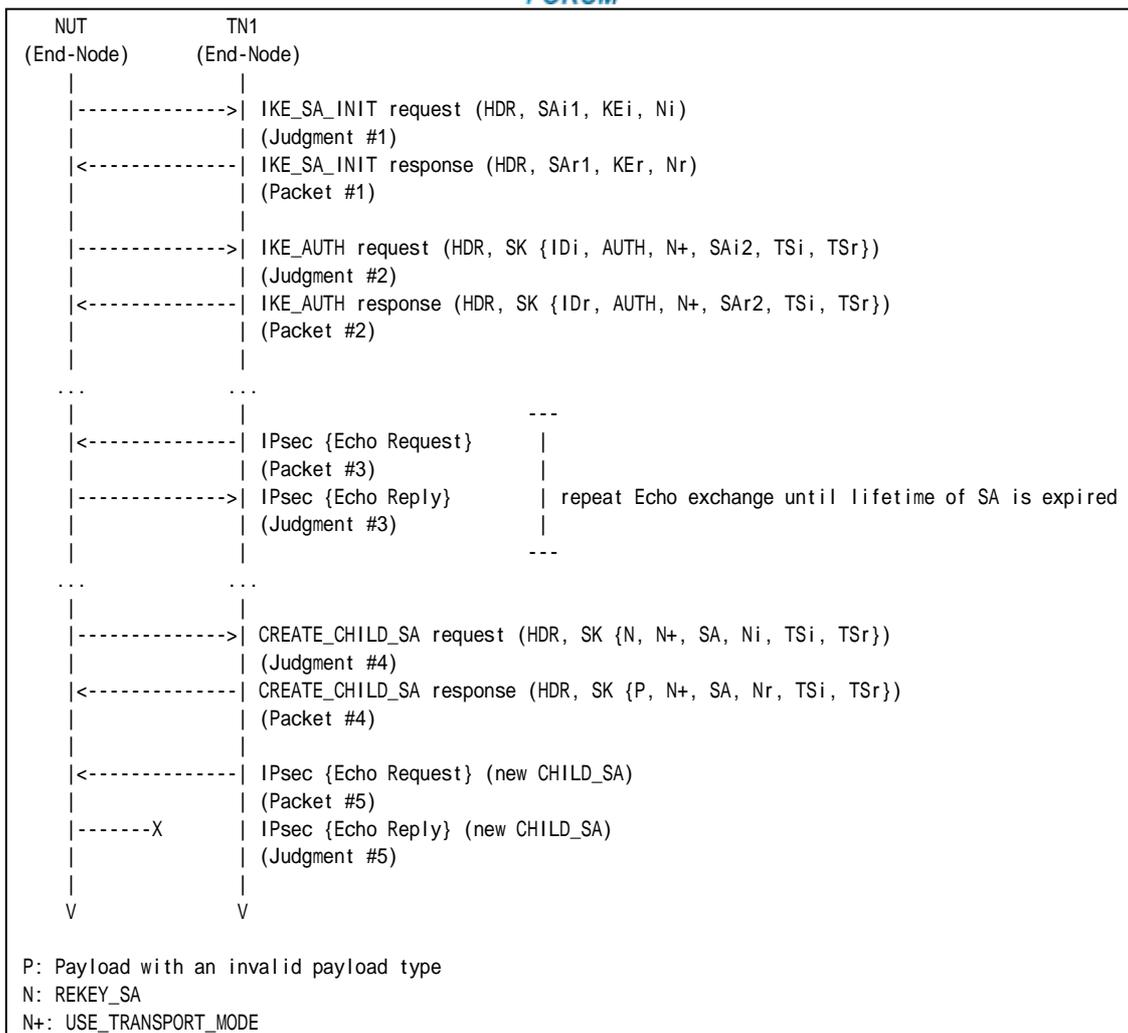 FORUM
NUT TN1
(End-Node) (End-Node)
| |
|-------------->| IKE_SA_INIT request (HDR, SAi1, KEi, Ni)
| | (Judgment #1)
|<--------------| IKE_SA_INIT response (HDR, SAr1, KEr, Nr)
| | (Packet #1)
| |
|-------------->| IKE_AUTH request (HDR, SK {IDi, AUTH, N+, SAi2, TSi, TSr})
| | (Judgment #2)
|<--------------| IKE_AUTH response (HDR, SK {IDr, AUTH, N+, SAr2, TSi, TSr})
| | (Packet #2)
| |
... ...
| | ---
|<--------------| IPsec {Echo Request} |
| | (Packet #3) |
|-------------->| IPsec {Echo Reply} | repeat Echo exchange until lifetime of SA is expired
| | (Judgment #3) |
| | ---
... ...
| |
|-------------->| CREATE_CHILD_SA request (HDR, SK {N, N+, SA, Ni, TSi, TSr})
| | (Judgment #4)
|<--------------| CREATE_CHILD_SA response (HDR, SK {P, N+, SA, Nr, TSi, TSr})
| | (Packet #4)
| |
|<--------------| IPsec {Echo Request} (new CHILD_SA)
| | (Packet #5)
|-------X | IPsec {Echo Reply} (new CHILD_SA)
| | (Judgment #5)
| |
V V
P: Payload with an invalid payload type
N: REKEY_SA
N+: USE_TRANSPORT_MODE